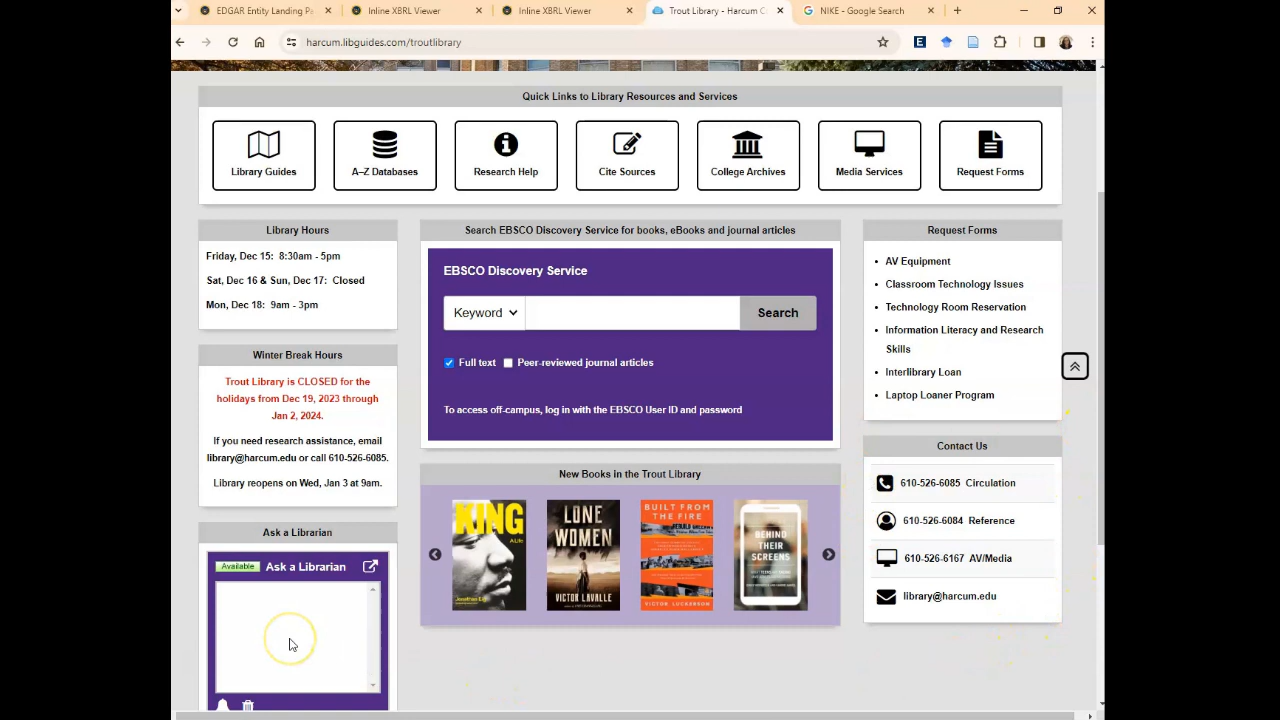 EDGAR Entity Landing Pa
Inline XBRL Viewer
Inline XBRL Viewer
Trout Library - Harcum C
NIKE - Google Search
harcum.libguides.com/troutlibrary
Quick Links to Library Resources and Services
Library Guides
A–Z Databases
Research Help
Cite Sources
College Archives
Media Services
Request Forms
Library Hours
Friday, Dec 15: 8:30am - 5pm
Sat, Dec 16 & Sun, Dec 17: Closed
Mon, Dec 18: 9am - 3pm
Winter Break Hours
Trout Library is CLOSED for the
holidays from Dec 19, 2023 through
Jan 2, 2024.
If you need research assistance, email
library@harcum.edu or call 610-526-6085.
Library reopens on Wed, Jan 3 at 9am.
Ask a Librarian
Available Ask a Librarian
Search EBSCO Discovery Service for books, eBooks and journal articles
EBSCO Discovery Service
Keyword
Search
Full text
Peer-reviewed journal articles
To access off-campus, log in with the EBSCO User ID and password
New Books in the Trout Library
KING
A Life
Jonathan Eig
LONE
WOMEN
VICTOR LAVALLE
BUILT FROM
THE FIRE
VICTOR LUCKERSON
BEHIND
THEIR
SCREENS
Request Forms
AV Equipment
Classroom Technology Issues
Technology Room Reservation
Information Literacy and Research
Skills
Interlibrary Loan
Laptop Loaner Program
Contact Us
610-526-6085 Circulation
610-526-6084 Reference
610-526-6167 AV/Media
library@harcum.edu